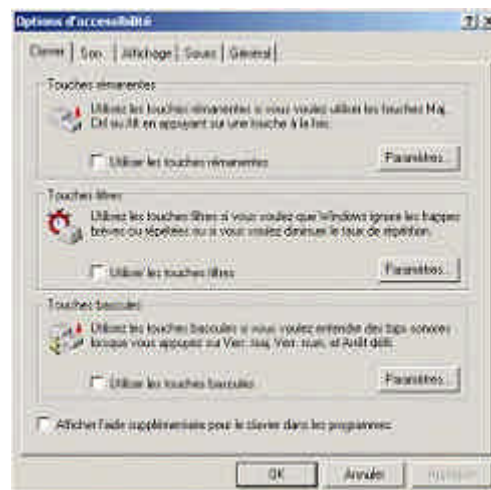 Options d'accessibilité
Clavier Son Affichage Souris Général
Touches rémanentes
Utilisez les touches rémanentes si vous voulez utiliser les touches Maj,
Ctrl ou Alt en appuyant sur une touche à la fois.
Utiliser les touches rémanentes
Paramètres...
Touches filtres
Utilisez les touches filtres si vous voulez que Windows ignore les frappes
brèves ou répétées ou si vous voulez diminuer le taux de répétition.
Utiliser les touches filtres
Paramètres...
Touches bascules
Utilisez les touches bascules si vous voulez entendre des bips sonores
lorsque vous appuyez sur Verr. maj, Verr. num, et Arrêt défil.
Utiliser les touches bascules
Paramètres...
Afficher l'aide supplémentaire pour le clavier dans les programmes
OK Annuler Appliquer